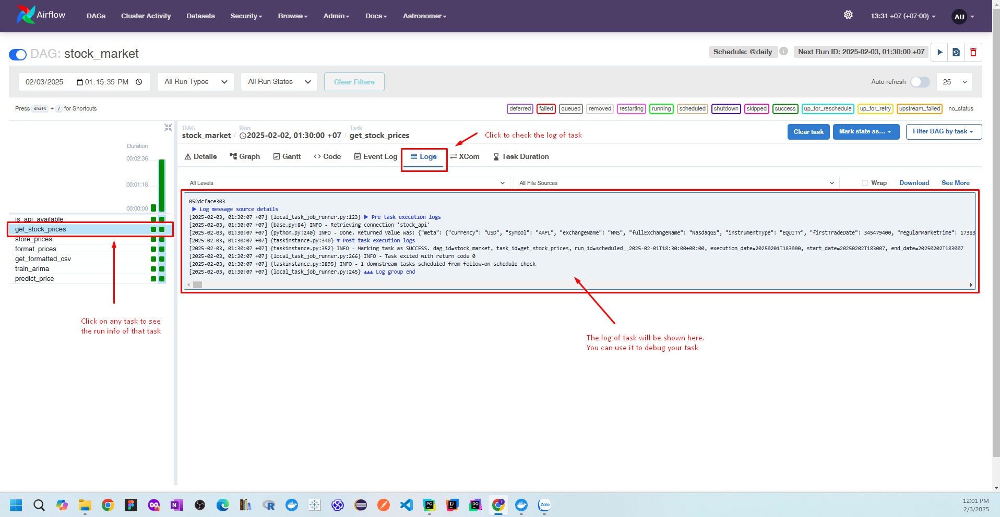 Airflow DAGs Cluster Activity Datasets Security Browse Admin Docs Astronomer 13:31 +07 (+07:00) AU
DAG: stock_market Schedule: @daily Next Run ID: 2025-02-03, 01:30:00 +07
02/03/2025 01:15:35 PM All Run Types All Run States Clear Filters Auto-refresh 25
Press shift + / for Shortcuts deferred failed queued removed restarting running scheduled shutdown skipped success up_for_reschedule up_for_retry upstream_failed no_status
DAG Run Task
stock_market / 2025-02-02, 01:30:00 +07 / get_stock_prices
Click to check the log of task
Clear task Mark state as... Filter DAG by task
Duration
00:02:36
00:01:18
00:00:00
is_api_available
get_stock_prices
store_prices
format_prices
get_formatted_csv
train_arima
predict_price
Click on any task to see
the run info of that task
Details Graph Gantt Code Event Log Logs XCom Task Duration
All Levels All File Sources Wrap Download See More
052dcface303
▶ Log message source details
[2025-02-03, 01:30:07 +07] {local_task_job_runner.py:123} ▶ Pre task execution logs
[2025-02-03, 01:30:07 +07] {base.py:84} INFO - Retrieving connection 'stock_api'
[2025-02-03, 01:30:07 +07] {python.py:240} INFO - Done. Returned value was: {"meta": {"currency": "USD", "symbol": "AAPL", "exchangeName": "NMS", "fullExchangeName": "NasdaqGS", "instrumentType": "EQUITY", "firstTradeDate": 345479400, "regularMarketTime": 17383
[2025-02-03, 01:30:07 +07] {taskinstance.py:340} ▼ Post task execution logs
[2025-02-03, 01:30:07 +07] {taskinstance.py:352} INFO - Marking task as SUCCESS. dag_id=stock_market, task_id=get_stock_prices, run_id=scheduled__2025-02-01T18:30:00+00:00, execution_date=20250201T183000, start_date=20250202T183007, end_date=20250202T183007
[2025-02-03, 01:30:07 +07] {local_task_job_runner.py:266} INFO - Task exited with return code 0
[2025-02-03, 01:30:07 +07] {taskinstance.py:3895} INFO - 1 downstream tasks scheduled from follow-on schedule check
[2025-02-03, 01:30:07 +07] {local_task_job_runner.py:245} ▲▲▲ Log group end
The log of task will be shown here.
You can use it to debug your task
12:01 PM
2/3/2025